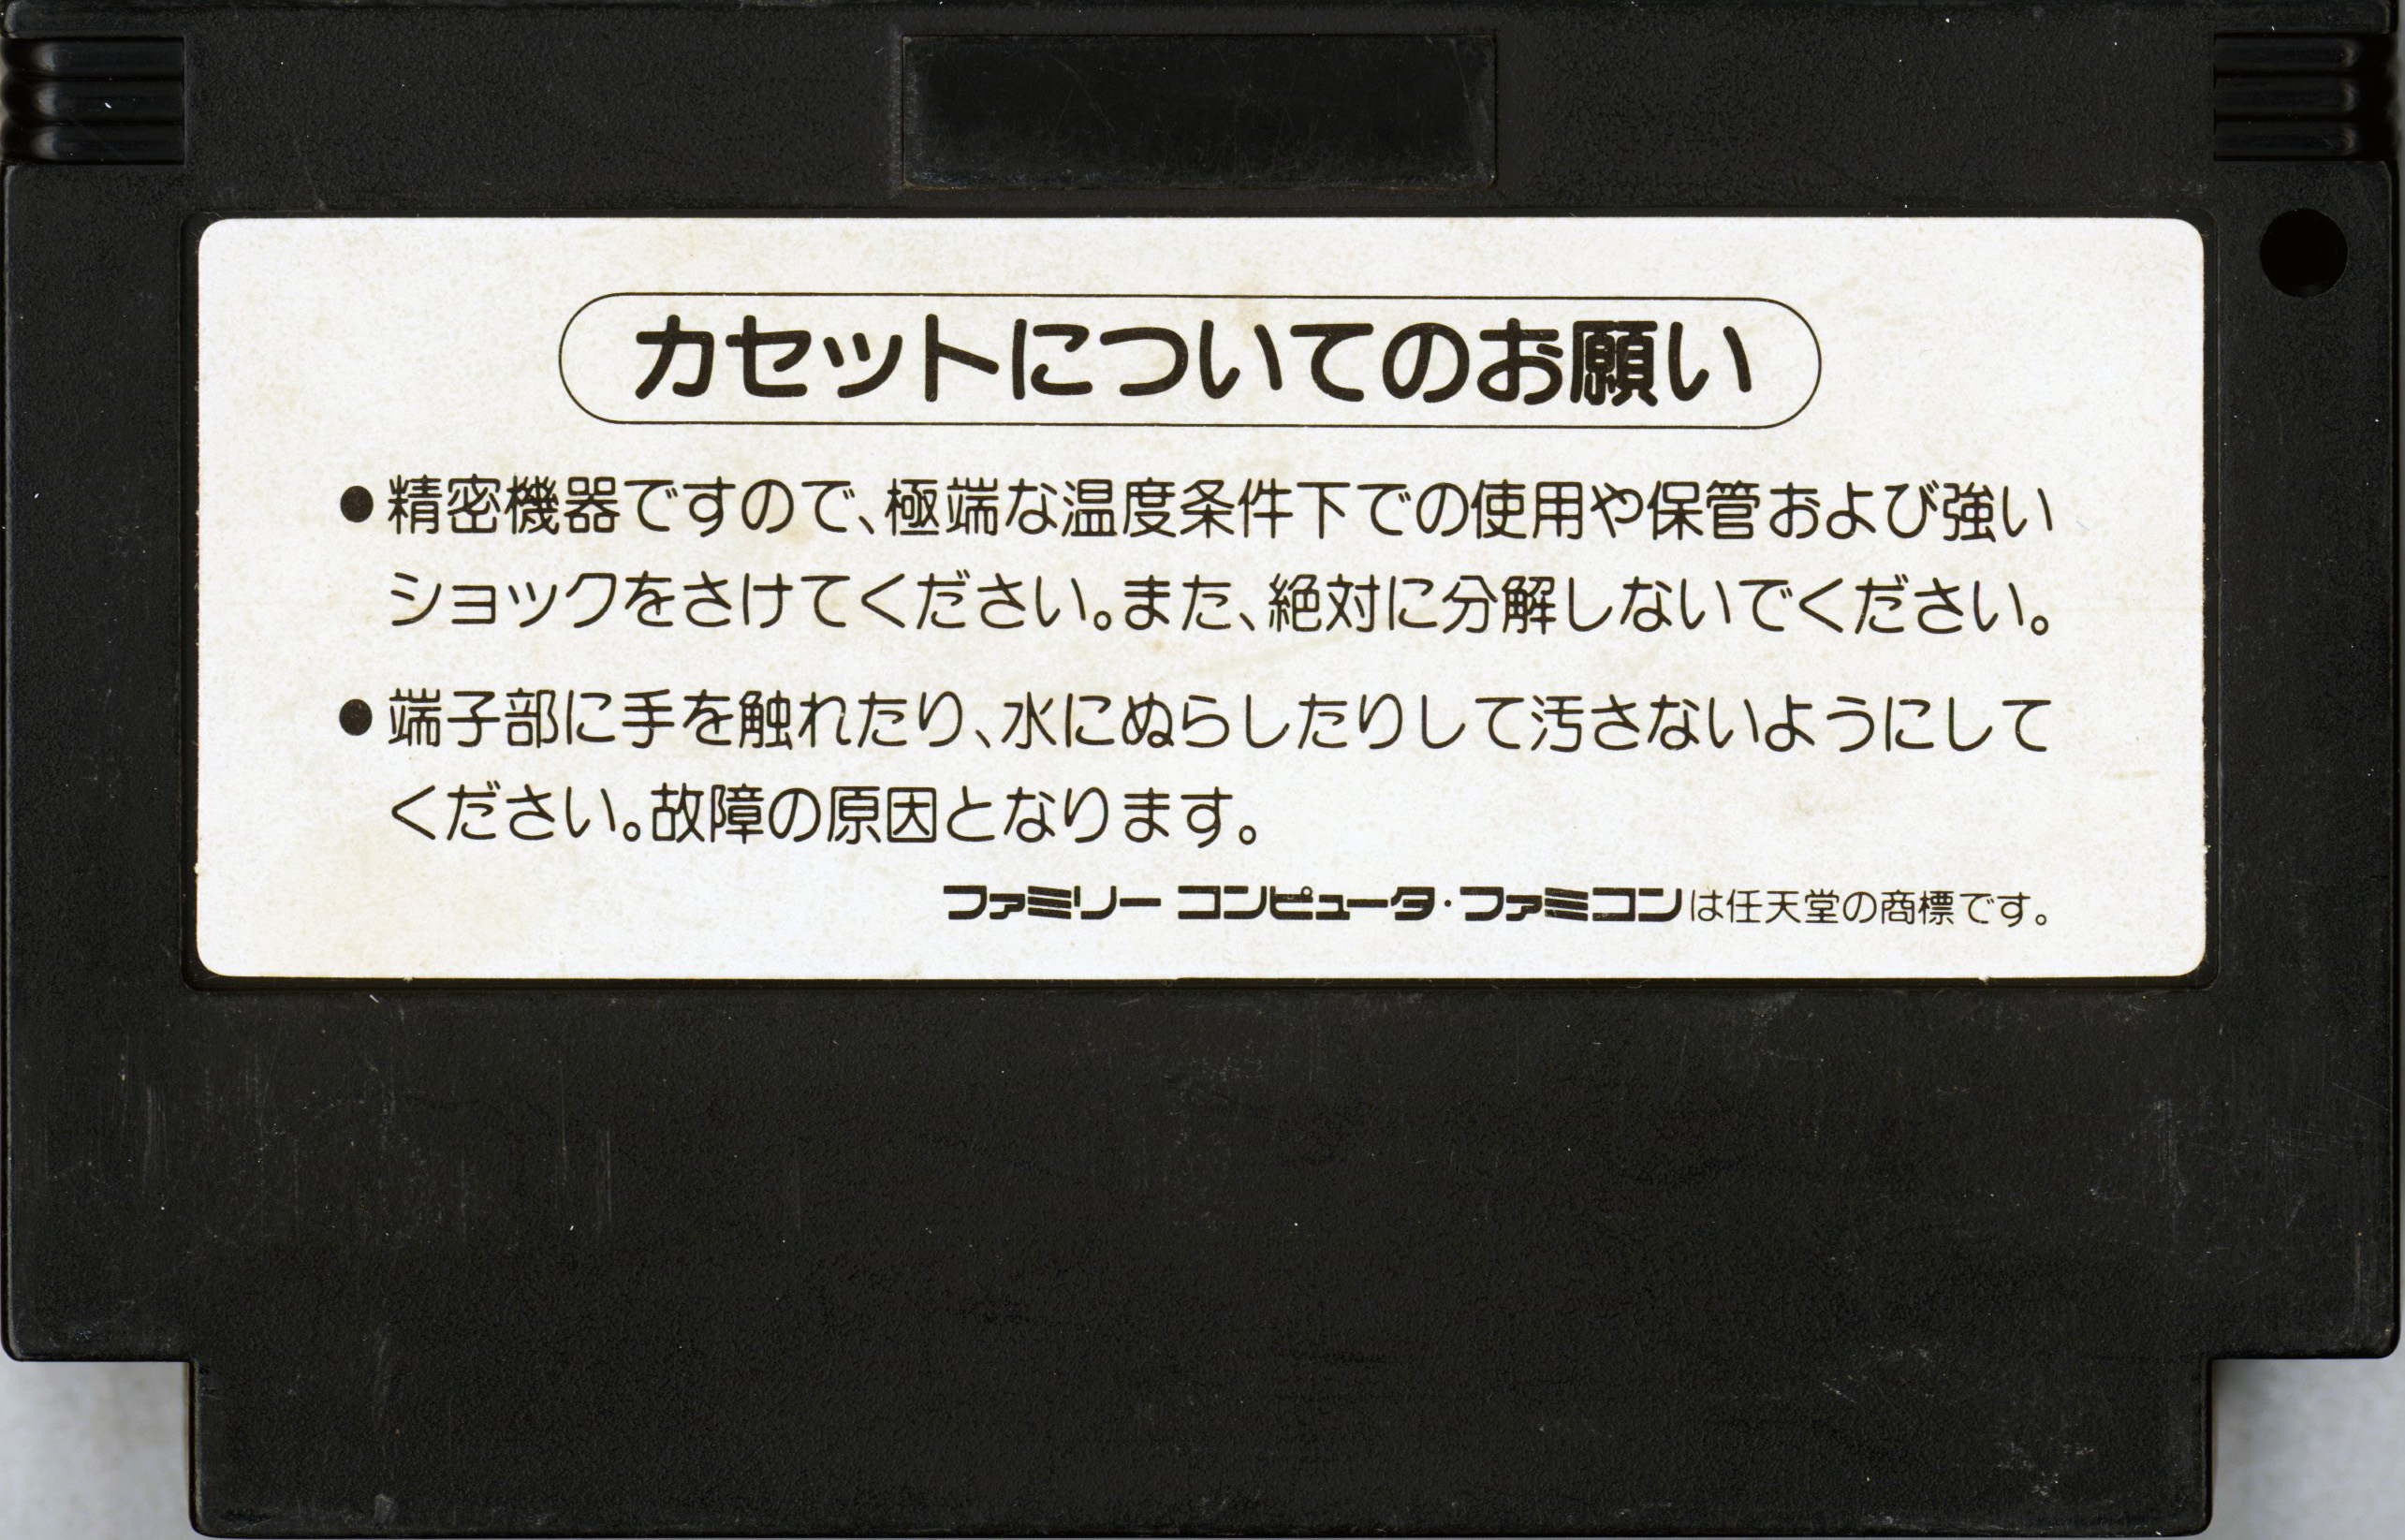 カセットについてのお願い
●精密機器ですので、極端な温度条件下での使用や保管および強い
ショックをさけてください。また、絶対に分解しないでください。
●端子部に手を触れたり、水にぬらしたりして汚さないようにして
ください。故障の原因となります。
ファミリー コンピュータ・ファミコンは任天堂の商標です。